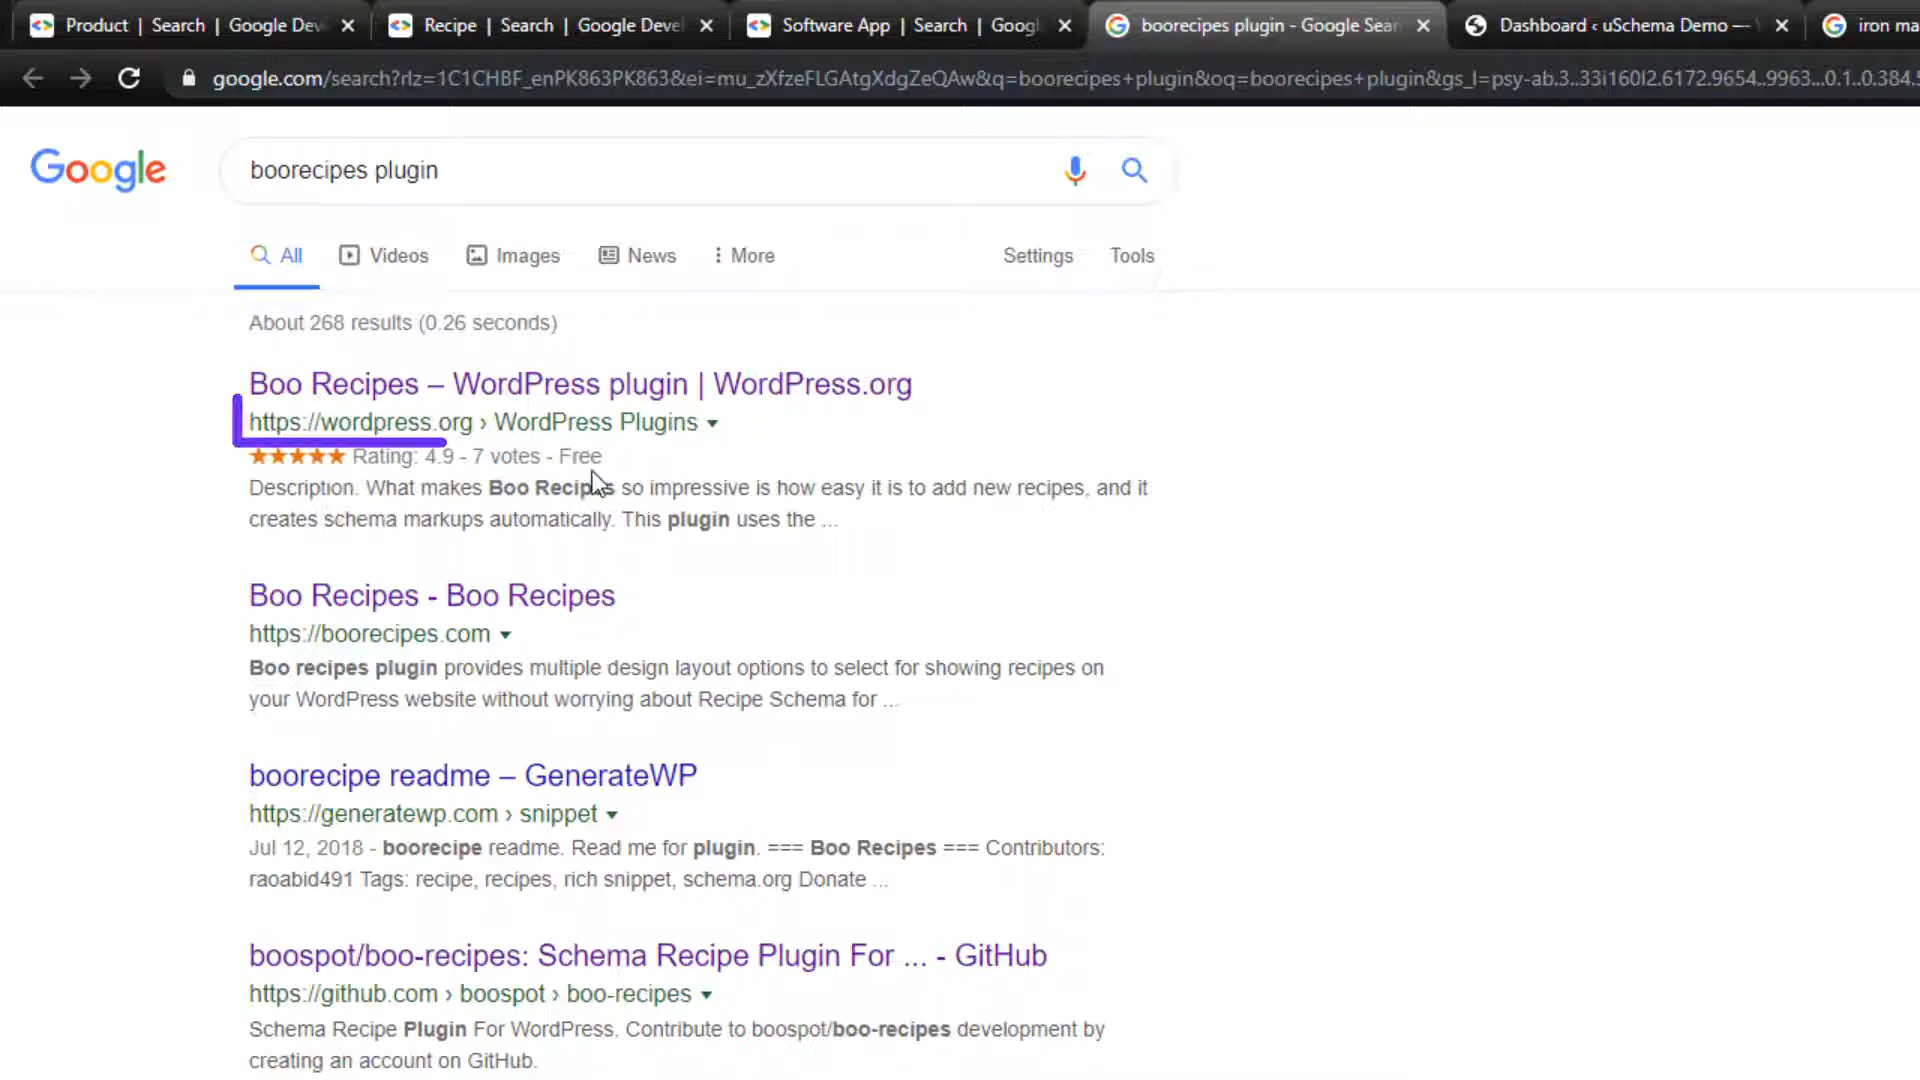 Product | Search | Google Dev
Recipe | Search | Google Deve
Software App | Search | Googl
boorecipes plugin - Google Sear
Dashboard ‹ uSchema Demo —
iron ma
google.com/search?rlz=1C1CHBF_enPK863PK863&ei=mu_zXfzeFLGAtgXdgZeQAw&q=boorecipes+plugin&oq=boorecipes+plugin&gs_l=psy-ab.3..33i160l2.6172.9654..9963...0.1..0.384.5
Google
boorecipes plugin
All
Videos
Images
News
More
Settings
Tools
About 268 results (0.26 seconds)
Boo Recipes – WordPress plugin | WordPress.org
https://wordpress.org › WordPress Plugins
Rating: 4.9 - 7 votes - Free
Description. What makes Boo Recipes so impressive is how easy it is to add new recipes, and it
creates schema markups automatically. This plugin uses the ...
Boo Recipes - Boo Recipes
https://boorecipes.com
Boo recipes plugin provides multiple design layout options to select for showing recipes on
your WordPress website without worrying about Recipe Schema for ...
boorecipe readme – GenerateWP
https://generatewp.com › snippet
Jul 12, 2018 - boorecipe readme. Read me for plugin. === Boo Recipes === Contributors:
raoabid491 Tags: recipe, recipes, rich snippet, schema.org Donate ...
boospot/boo-recipes: Schema Recipe Plugin For ... - GitHub
https://github.com › boospot › boo-recipes
Schema Recipe Plugin For WordPress. Contribute to boospot/boo-recipes development by
creating an account on GitHub.